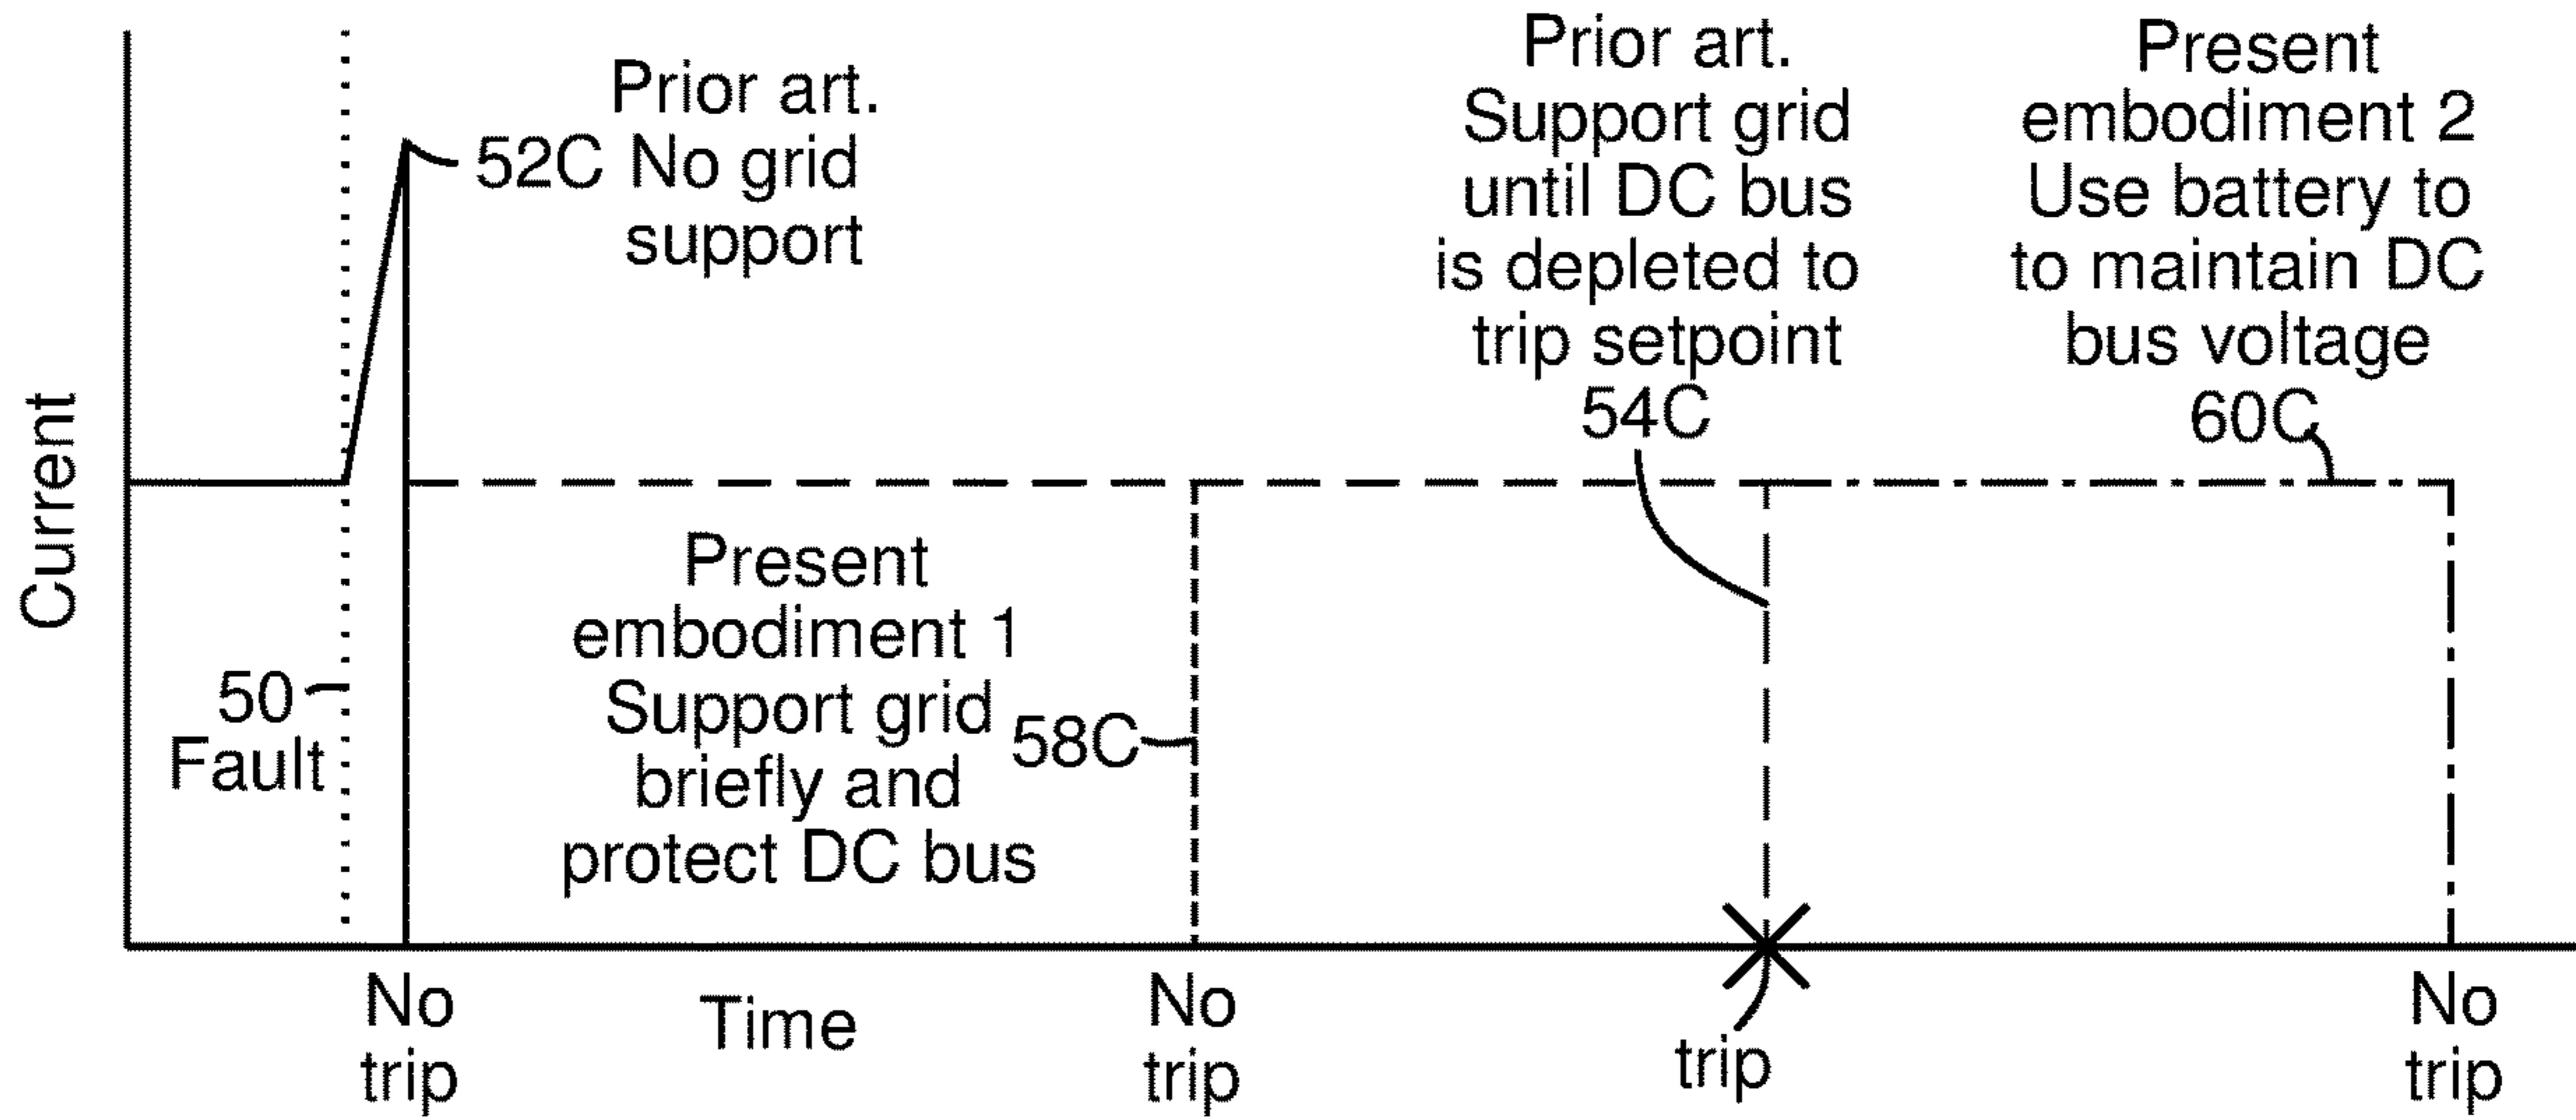 Prior art.
52C No grid
support
Prior art.
Support grid
until DC bus
is depleted to
trip setpoint
54C
Present
embodiment 2
Use battery to
to maintain DC
bus voltage
60C
Current
50
Fault
Present
embodiment 1
Support grid
briefly and
protect DC bus
58C
No
trip
Time
No
trip
trip
No
trip